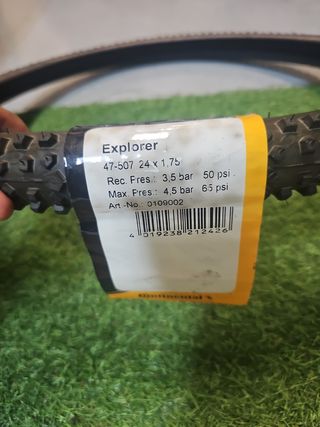 Explorer
47-507 24 x 1.75
Rec. Pres.: 3,5 bar 50 psi
Max. Pres.: 4,5 bar 65 psi
Art.-No.: 0109002
4 019238 212426
Continental